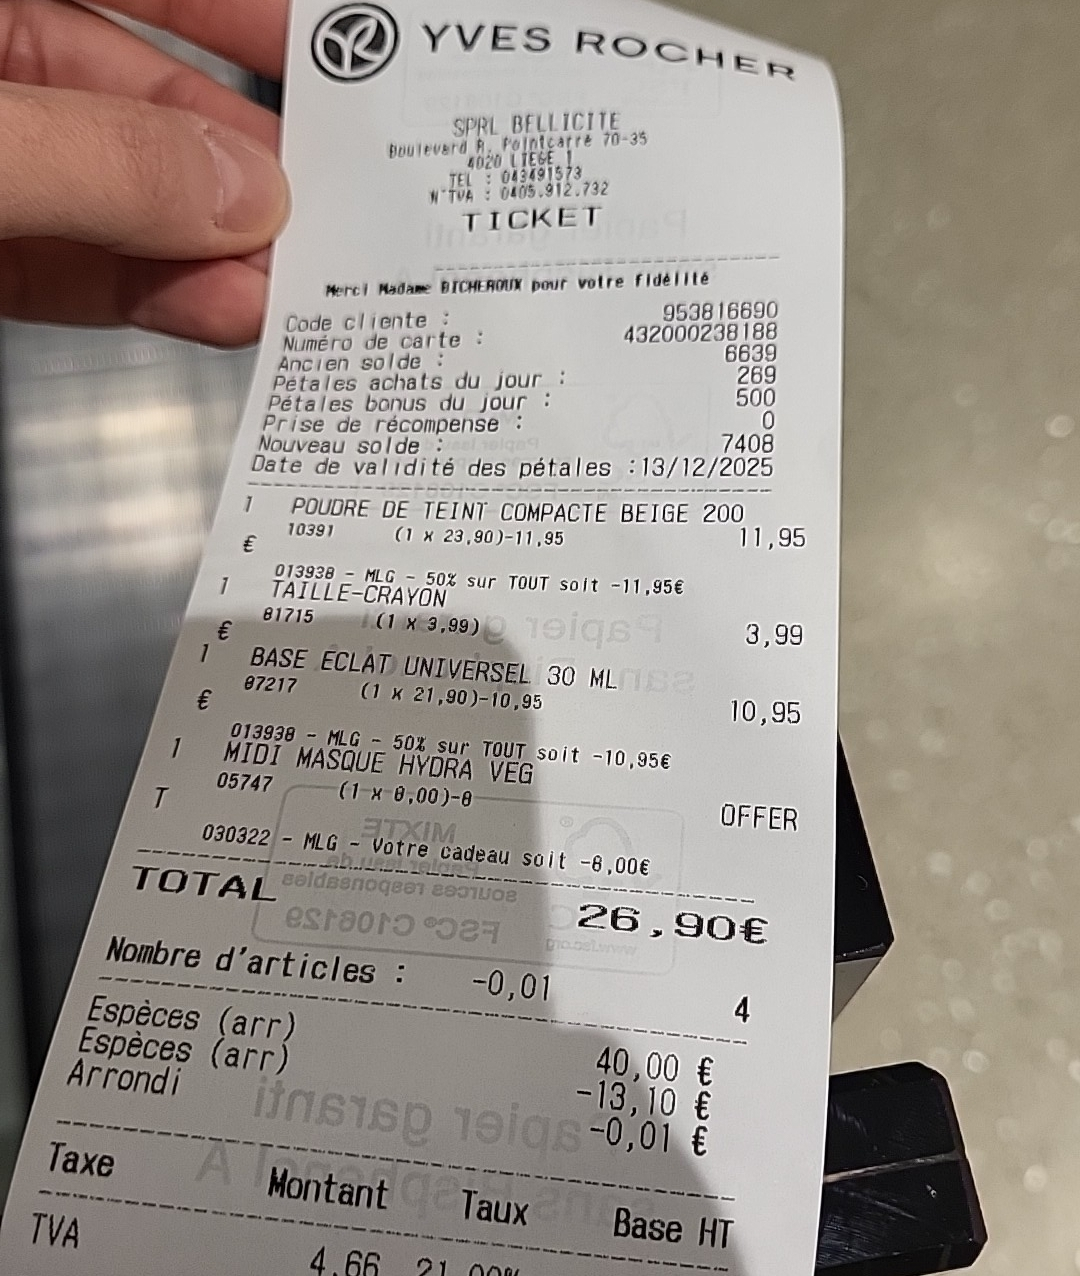 YVES ROCHER
SPRL BELLICITE
Boulevard R. Pointcarré 70-35
4020 LIEGE 1
TEL : 043491573
N°TVA : 0405.912.732
TICKET
Merci Madame BICHEROUX pour votre fidélité
Code cliente : 953816690
Numéro de carte : 432000238188
Ancien solde : 6639
Pétales achats du jour : 269
Pétales bonus du jour : 500
Prise de récompense : 0
Nouveau solde : 7408
Date de validité des pétales :13/12/2025
1 POUDRE DE TEINT COMPACTE BEIGE 200
10391 (1 x 23,90)-11,95 11,95
€
013938 - MLG - 50% sur TOUT soit -11,95€
1 TAILLE-CRAYON
81715 (1 x 3,99) 3,99
€
1 BASE ECLAT UNIVERSEL 30 ML
87217 (1 x 21,90)-10,95 10,95
€
013938 - MLG - 50% sur TOUT soit -10,95€
1 MIDI MASQUE HYDRA VEG
05747 (1 x 8,00)-8 OFFER
T
030322 - MLG - Votre cadeau soit -8,00€
TOTAL 26,90€
Nombre d'articles : -0,01 4
Espèces (arr) 40,00 €
Espèces (arr) -13,10 €
Arrondi -0,01 €
Taxe Montant Taux Base HT
TVA 4,66 21,00%